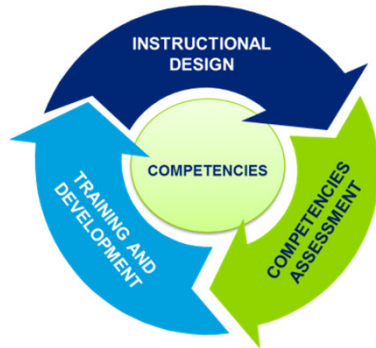 INSTRUCTIONAL
DESIGN
COMPETENCIES
COMPETENCIES
ASSESSMENT
TRAINING AND
DEVELOPMENT